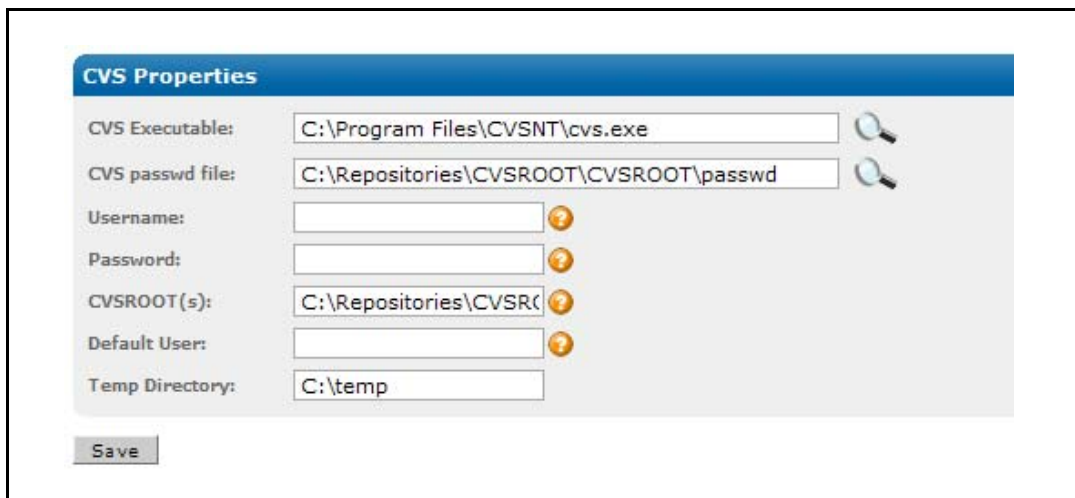 CVS Properties
CVS Executable: C:\Program Files\CVSNT\cvs.exe
CVS passwd file: C:\Repositories\CVSROOT\CVSROOT\passwd
Username: ?
Password: ?
CVSROOT(s): C:\Repositories\CVSR( ?
Default User: ?
Temp Directory: C:\temp
Save